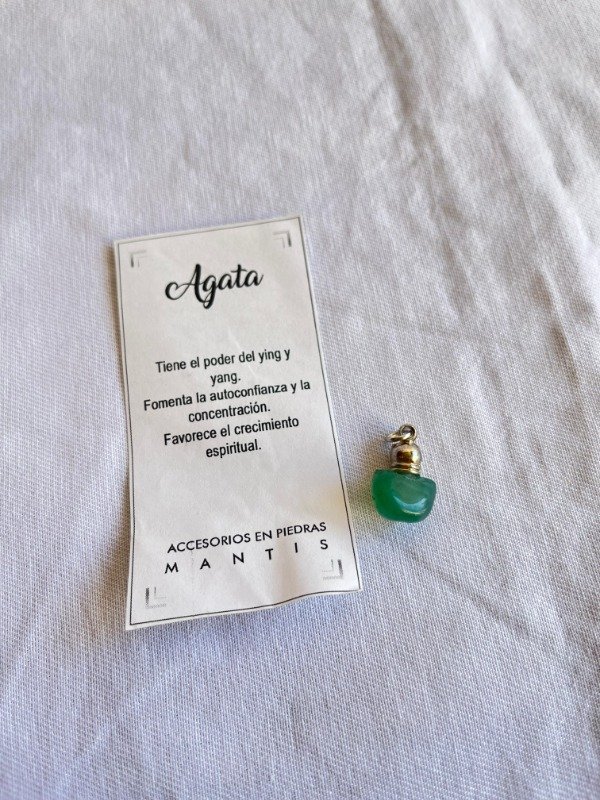 Agata
Tiene el poder del ying y
yang.
Fomenta la autoconfianza y la
concentración.
Favorece el crecimiento
espiritual.
ACCESORIOS EN PIEDRAS
MANTIS